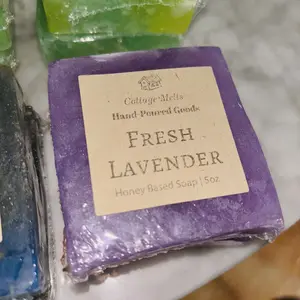 Cottage Melts
Hand-Poured Goods
FRESH
LAVENDER
Honey Based Soap | 5oz.